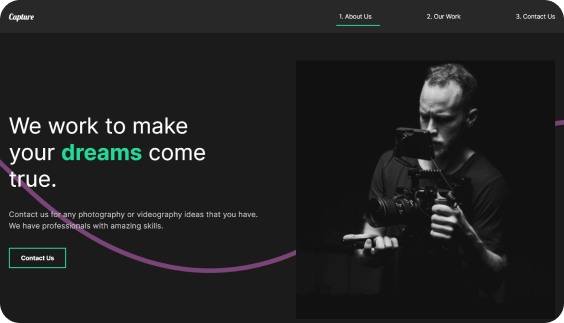 Capture
1. About Us
2. Our Work
3. Contact Us
We work to make
your dreams come
true.
Contact us for any photography or videography ideas that you have.
We have professionals with amazing skills.
Contact Us